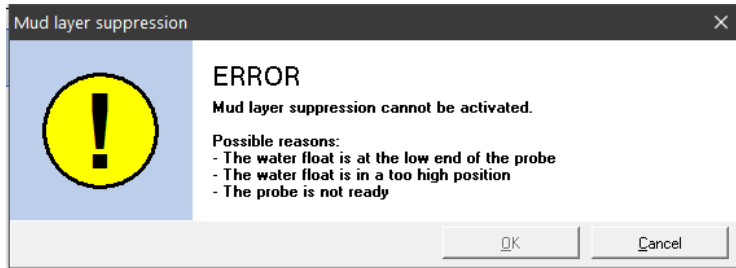 Mud layer suppression
ERROR
Mud layer suppression cannot be activated.
Possible reasons:
- The water float is at the low end of the probe
- The water float is in a too high position
- The probe is not ready
OK
Cancel